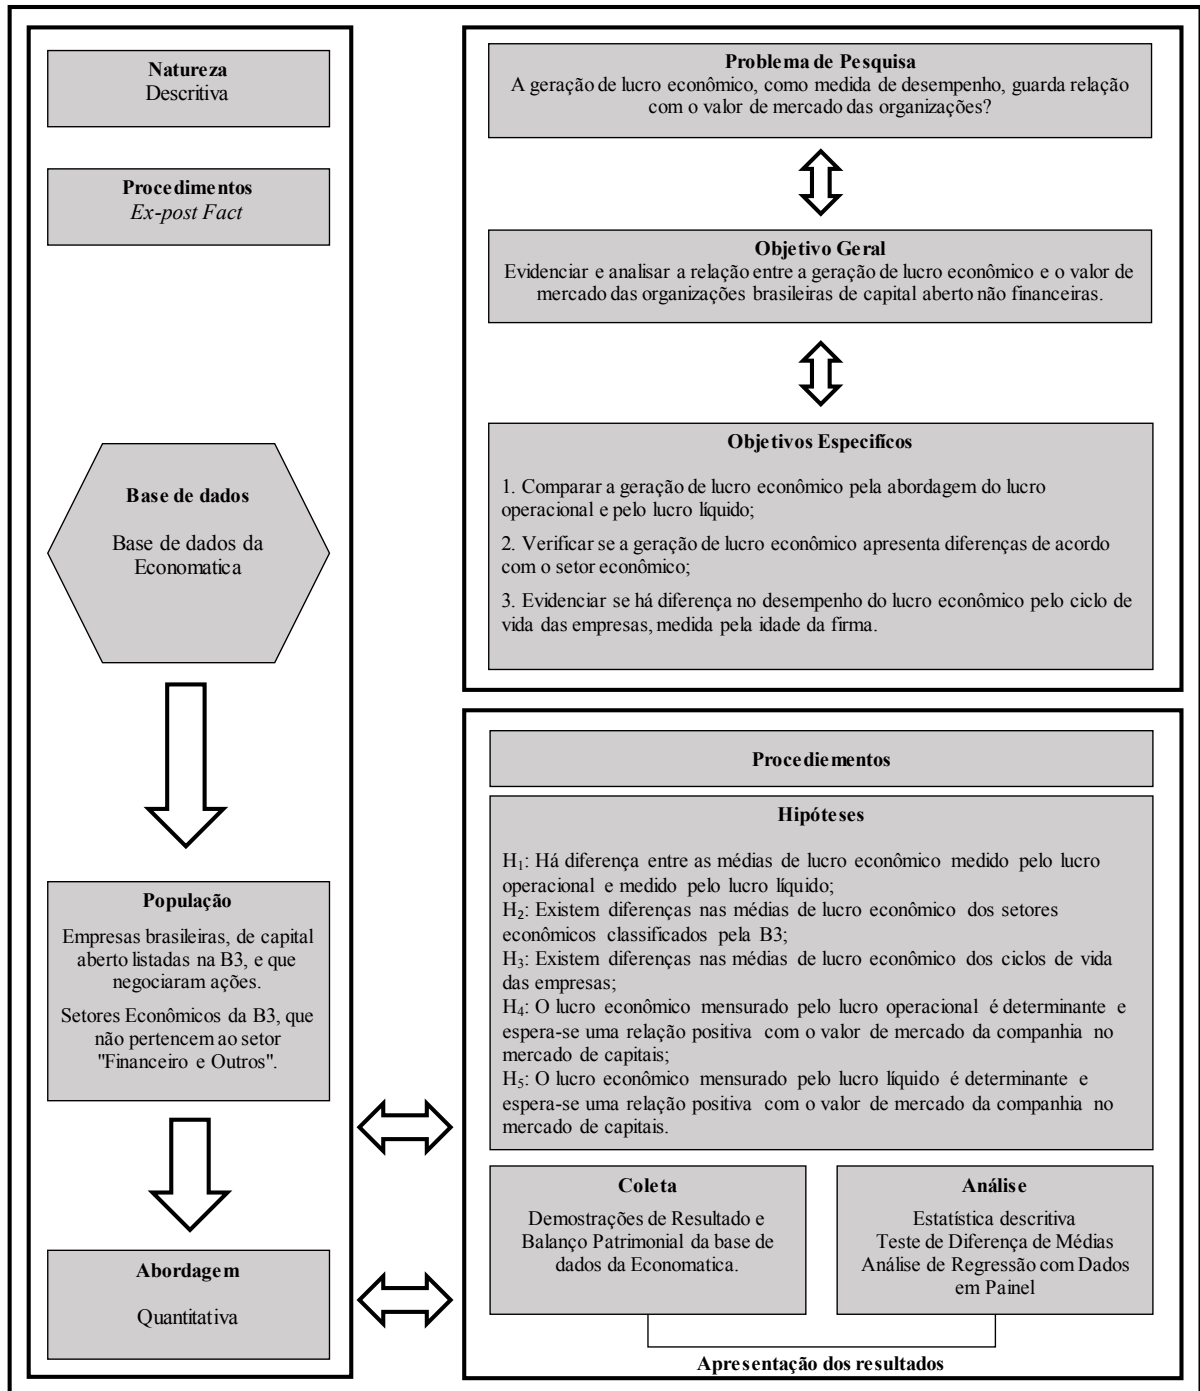 Natureza
Descritiva
Procedimentos
Ex-post Fact
Base de dados
Base de dados da
Economatica
População
Empresas brasileiras, de capital
aberto listadas na B3, e que
negociaram ações.
Setores Econômicos da B3, que
não pertencem ao setor
"Financeiro e Outros".
Abordagem
Quantitativa
Problema de Pesquisa
A geração de lucro econômico, como medida de desempenho, guarda relação
com o valor de mercado das organizações?
Objetivo Geral
Evidenciar e analisar a relação entre a geração de lucro econômico e o valor de
mercado das organizações brasileiras de capital aberto não financeiras.
Objetivos Especifícos
1. Comparar a geração de lucro econômico pela abordagem do lucro
operacional e pelo lucro líquido;
2. Verificar se a geração de lucro econômico apresenta diferenças de acordo
com o setor econômico;
3. Evidenciar se há diferença no desempenho do lucro econômico pelo ciclo de
vida das empresas, medida pela idade da firma.
Procediementos
Hipóteses
H₁: Há diferença entre as médias de lucro econômico medido pelo lucro
operacional e medido pelo lucro líquido;
H₂: Existem diferenças nas médias de lucro econômico dos setores
econômicos classificados pela B3;
H₃: Existem diferenças nas médias de lucro econômico dos ciclos de vida
das empresas;
H₄: O lucro econômico mensurado pelo lucro operacional é determinante e
espera-se uma relação positiva com o valor de mercado da companhia no
mercado de capitais;
H₅: O lucro econômico mensurado pelo lucro líquido é determinante e
espera-se uma relação positiva com o valor de mercado da companhia no
mercado de capitais.
Coleta
Demostrações de Resultado e
Balanço Patrimonial da base de
dados da Economatica.
Análise
Estatística descritiva
Teste de Diferença de Médias
Análise de Regressão com Dados
em Painel
Apresentação dos resultados